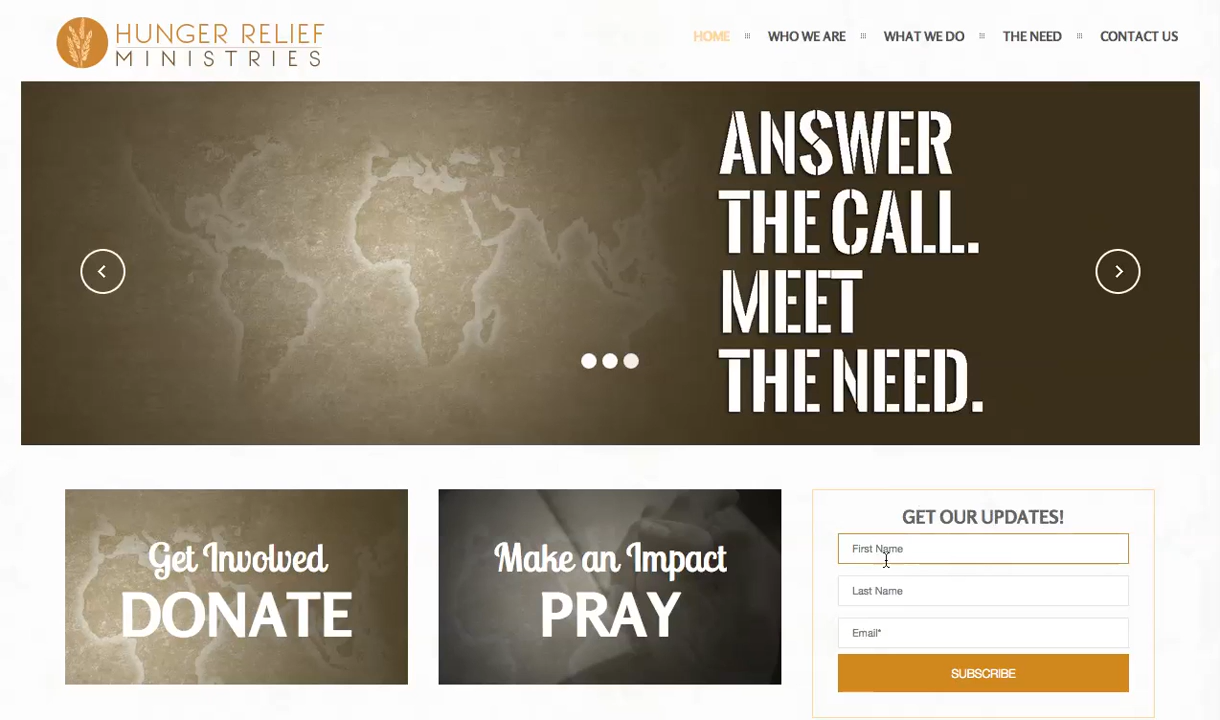 HUNGER RELIEF
MINISTRIES
HOME WHO WE ARE WHAT WE DO THE NEED CONTACT US
ANSWER
THE CALL.
MEET
THE NEED.
Get Involved
DONATE
Make an Impact
PRAY
GET OUR UPDATES!
First Name
Last Name
Email*
SUBSCRIBE